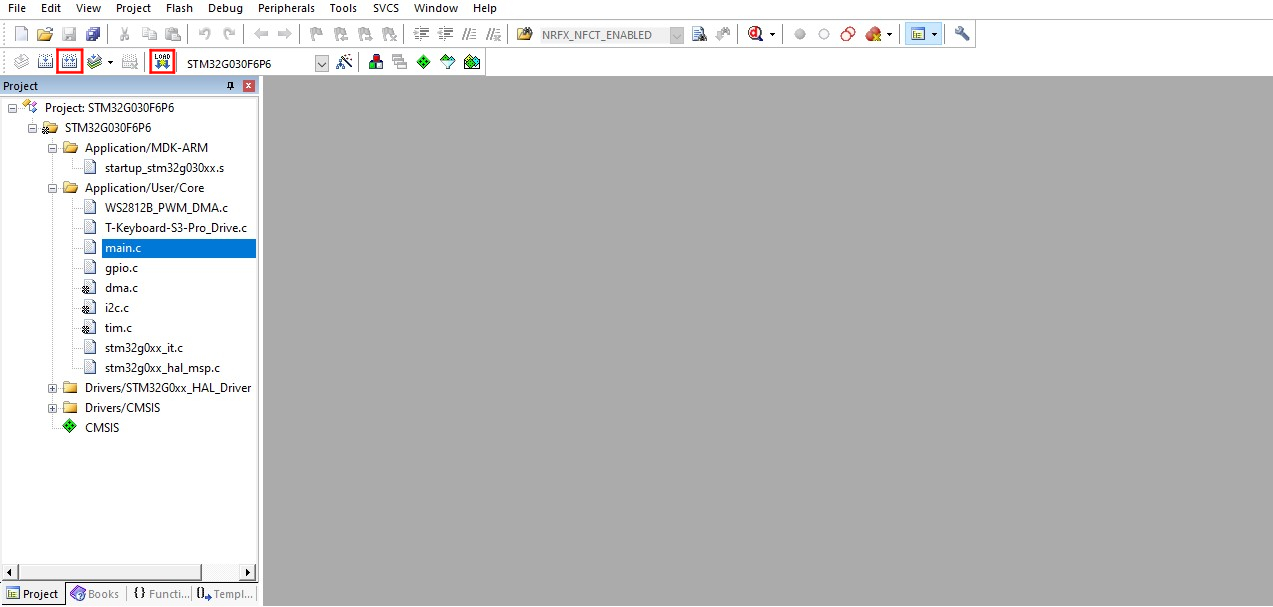 File Edit View Project Flash Debug Peripherals Tools SVCS Window Help
NRFX_NFCT_ENABLED
LOAD STM32G030F6P6
Project
Project: STM32G030F6P6
STM32G030F6P6
Application/MDK-ARM
startup_stm32g030xx.s
Application/User/Core
WS2812B_PWM_DMA.c
T-Keyboard-S3-Pro_Drive.c
main.c
gpio.c
dma.c
i2c.c
tim.c
stm32g0xx_it.c
stm32g0xx_hal_msp.c
Drivers/STM32G0xx_HAL_Driver
Drivers/CMSIS
CMSIS
Project Books {} Functi... 0 Templ...